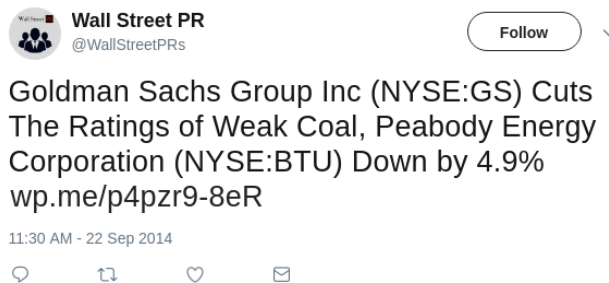 Wall Street PR
@WallStreetPRs
Follow
Goldman Sachs Group Inc (NYSE:GS) Cuts
The Ratings of Weak Coal, Peabody Energy
Corporation (NYSE:BTU) Down by 4.9%
wp.me/p4pzr9-8eR
11:30 AM - 22 Sep 2014